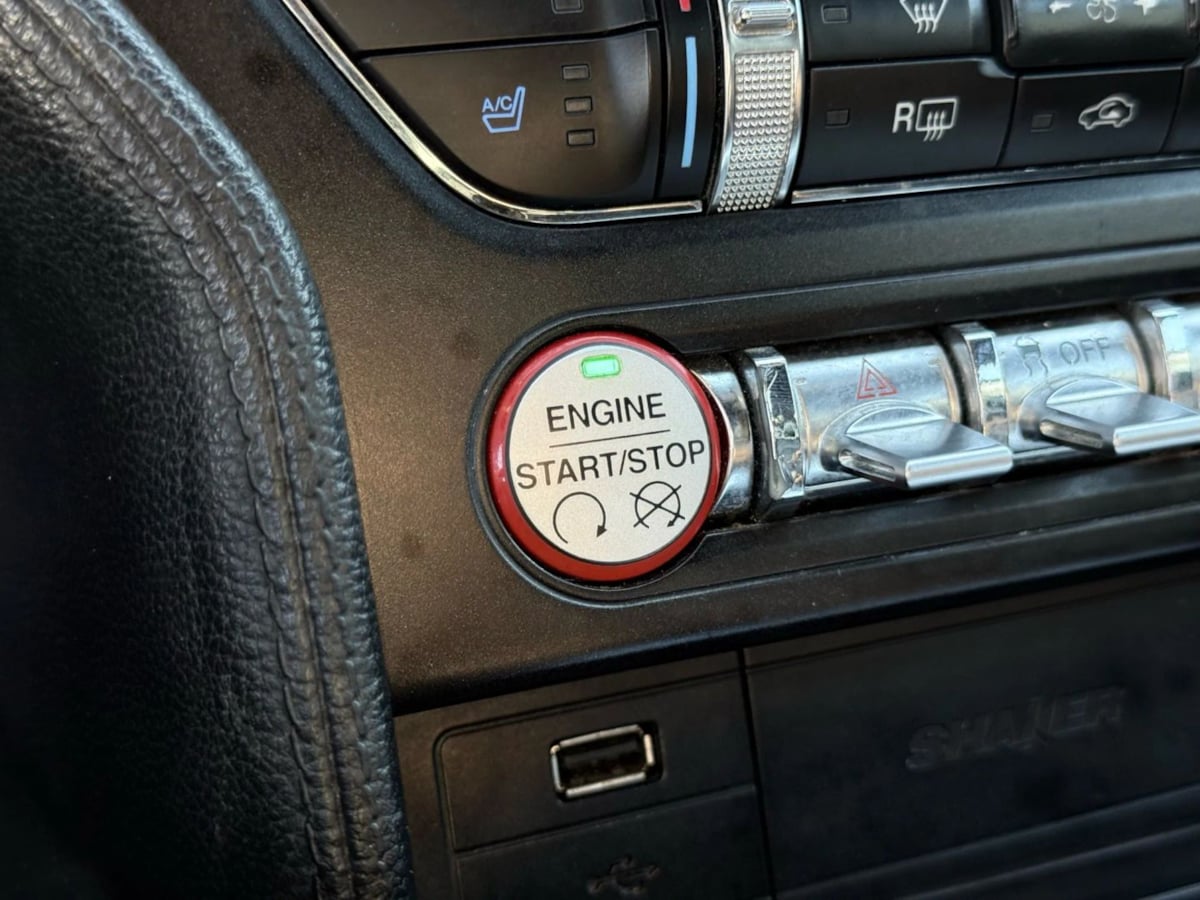 A/C
R
OFF
ENGINE
START/STOP
SHAKER